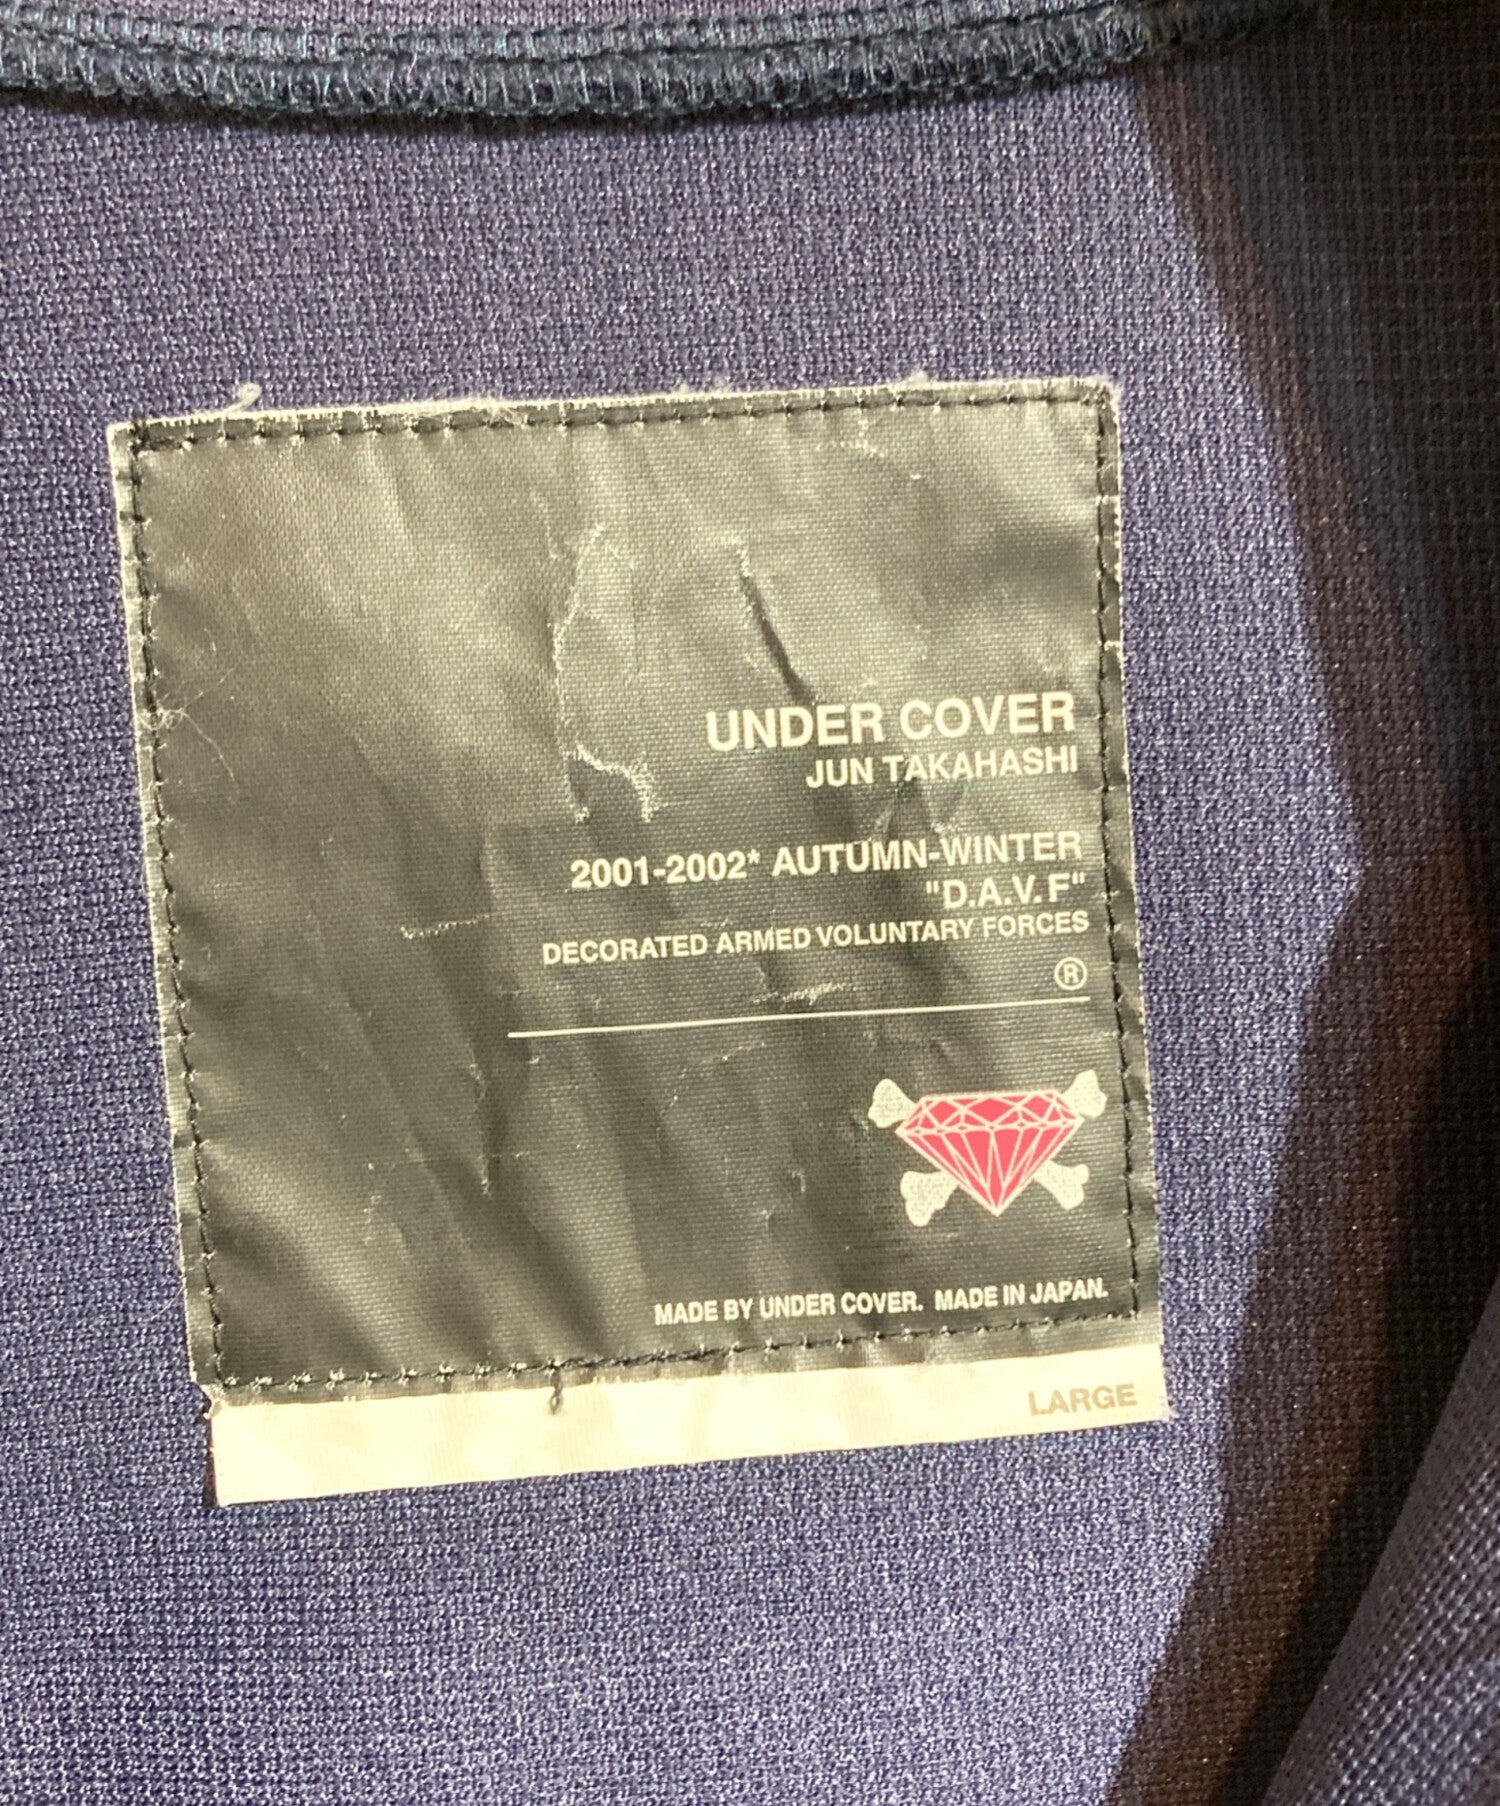 UNDER COVER
JUN TAKAHASHI
2001-2002* AUTUMN-WINTER
"D.A.V.F"
DECORATED ARMED VOLUNTARY FORCES
®
MADE BY UNDER COVER. MADE IN JAPAN.
LARGE